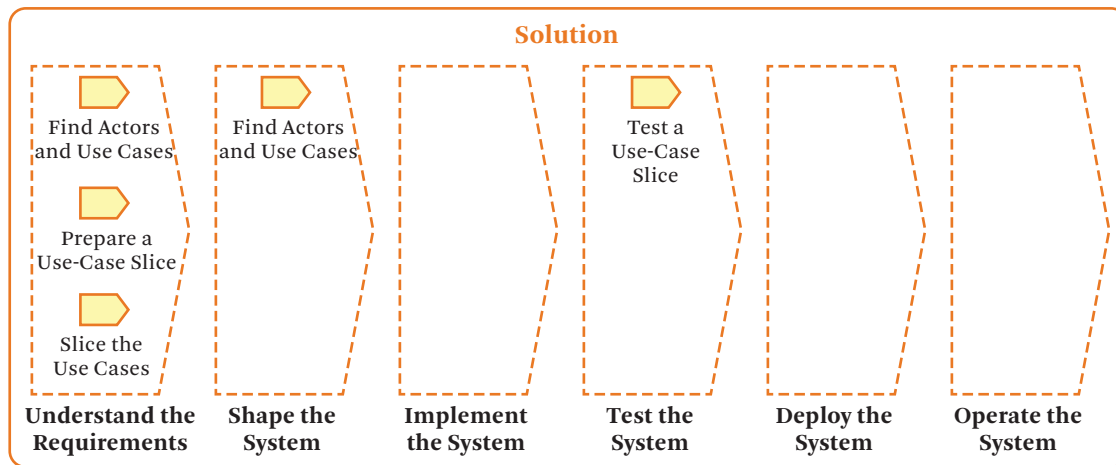 Solution
Find Actors
and Use Cases
Prepare a
Use-Case Slice
Slice the
Use Cases
Understand the
Requirements
Find Actors
and Use Cases
Shape the
System
Implement
the System
Test a
Use-Case
Slice
Test the
System
Deploy the
System
Operate the
System